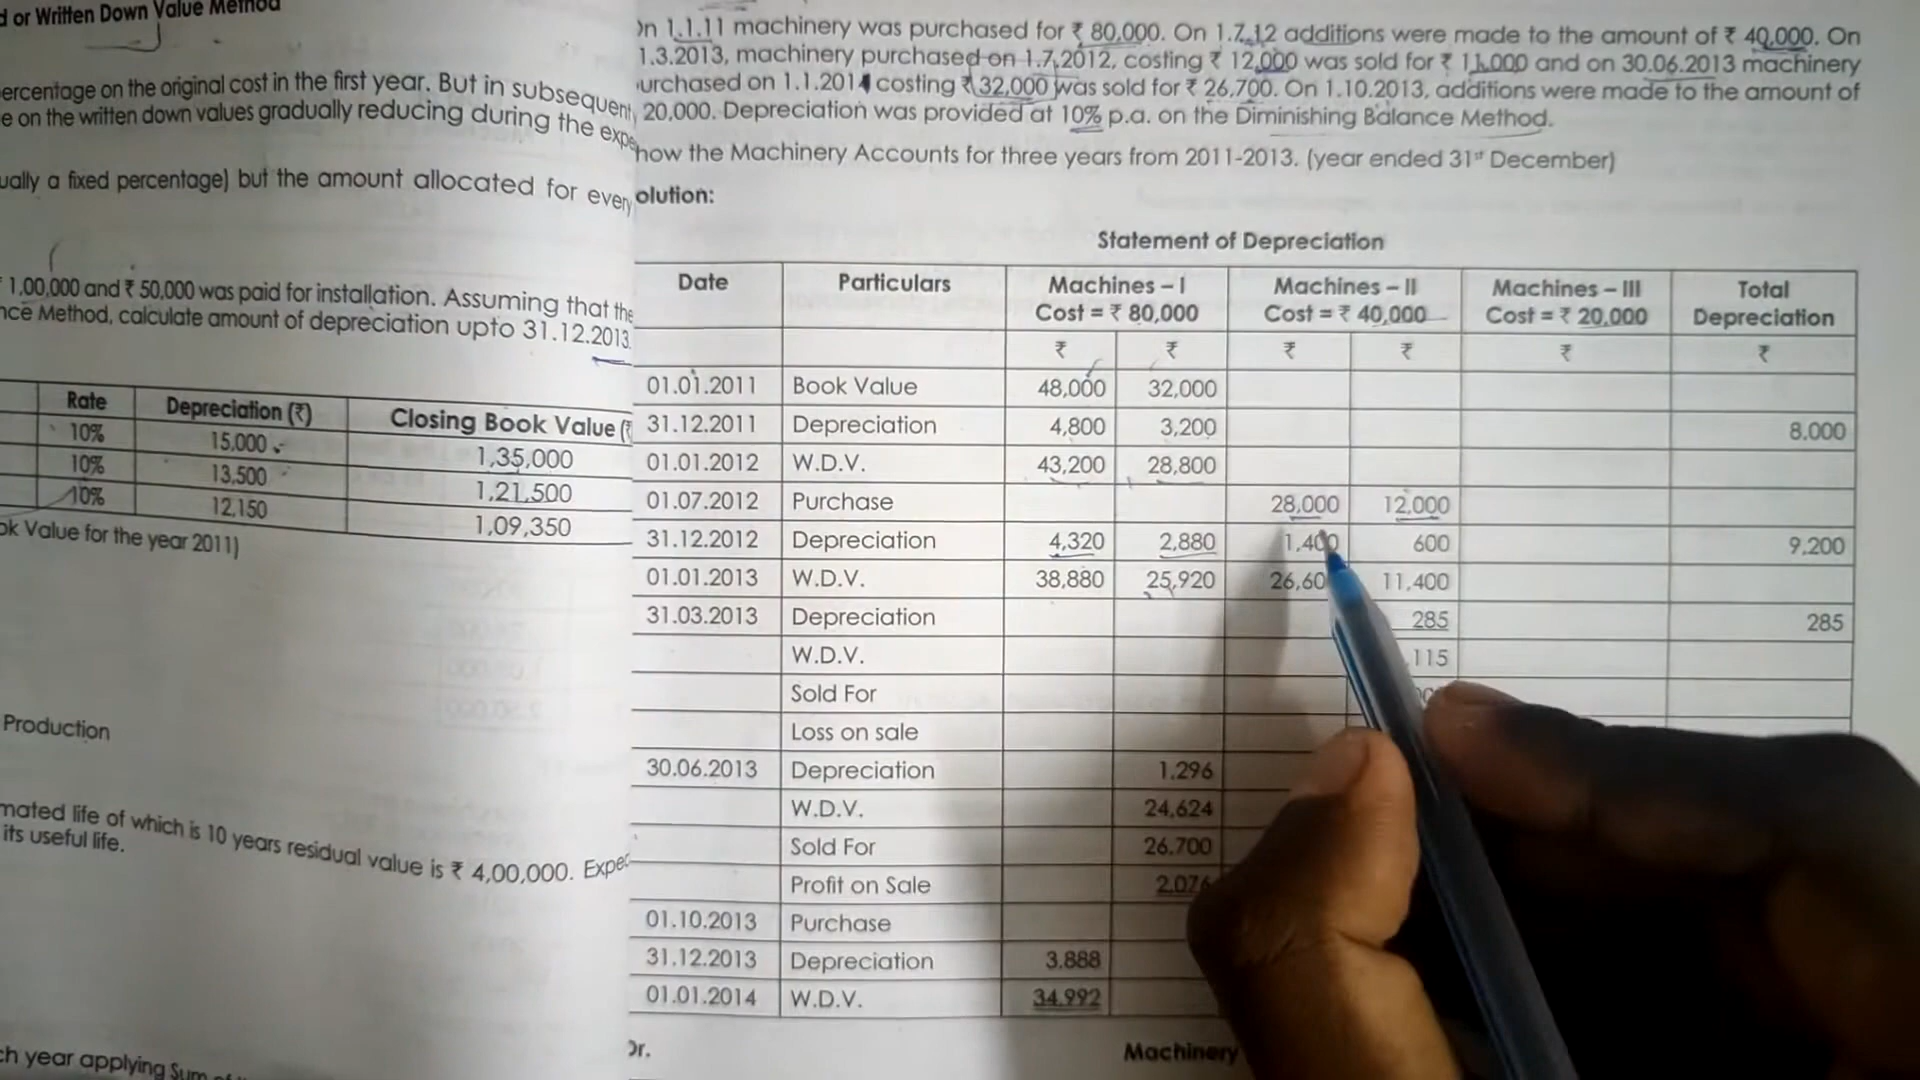 d or Written Down Value Method
ercentage on the original cost in the first year. But in subsequent
e on the written down values gradually reducing during the
ually a fixed percentage) but the amount allocated for every
1,00,000 and ₹ 50,000 was paid for installation. Assuming that the
nce Method, calculate amount of depreciation upto 31.12.2013.
Rate Depreciation (₹) Closing Book Value (₹
10% 15,000 1,35,000
10% 13,500 1,21,500
10% 12,150 1,09,350
ok Value for the year 2011)
Production
mated life of which is 10 years residual value is ₹ 4,00,000. Expec
its useful life.
ch year applying Sum of
On 1.1.11 machinery was purchased for ₹ 80,000. On 1.7.12 additions were made to the amount of ₹ 40,000. On
1.3.2013, machinery purchased on 1.7.2012, costing ₹ 12,000 was sold for ₹ 11,000 and on 30.06.2013 machinery
urchased on 1.1.2011 costing ₹ 32,000 was sold for ₹ 26,700. On 1.10.2013, additions were made to the amount of
20,000. Depreciation was provided at 10% p.a. on the Diminishing Balance Method.
how the Machinery Accounts for three years from 2011-2013. (year ended 31st December)
olution:
Statement of Depreciation
Date Particulars Machines – I Cost = ₹ 80,000 Machines – II Cost = ₹ 40,000 Machines – III Cost = ₹ 20,000 Total Depreciation
₹ ₹ ₹ ₹ ₹ ₹
01.01.2011 Book Value 48,000 32,000
31.12.2011 Depreciation 4,800 3,200 8,000
01.01.2012 W.D.V. 43,200 28,800
01.07.2012 Purchase 28,000 12,000
31.12.2012 Depreciation 4,320 2,880 1,400 600 9,200
01.01.2013 W.D.V. 38,880 25,920 26,60 11,400
31.03.2013 Depreciation 285 285
W.D.V. 115
Sold For
Loss on sale
30.06.2013 Depreciation 1,296
W.D.V. 24,624
Sold For 26,700
Profit on Sale 2,076
01.10.2013 Purchase
31.12.2013 Depreciation 3,888
01.01.2014 W.D.V. 34,992
Dr. Machinery